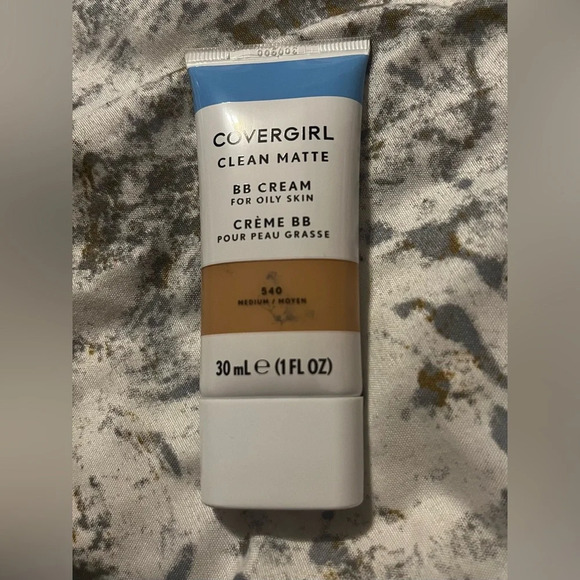 COVERGIRL
CLEAN MATTE
BB CREAM
FOR OILY SKIN
CRÈME BB
POUR PEAU GRASSE
540
MEDIUM / MOYEN
30 mL ℮ (1 FL OZ)